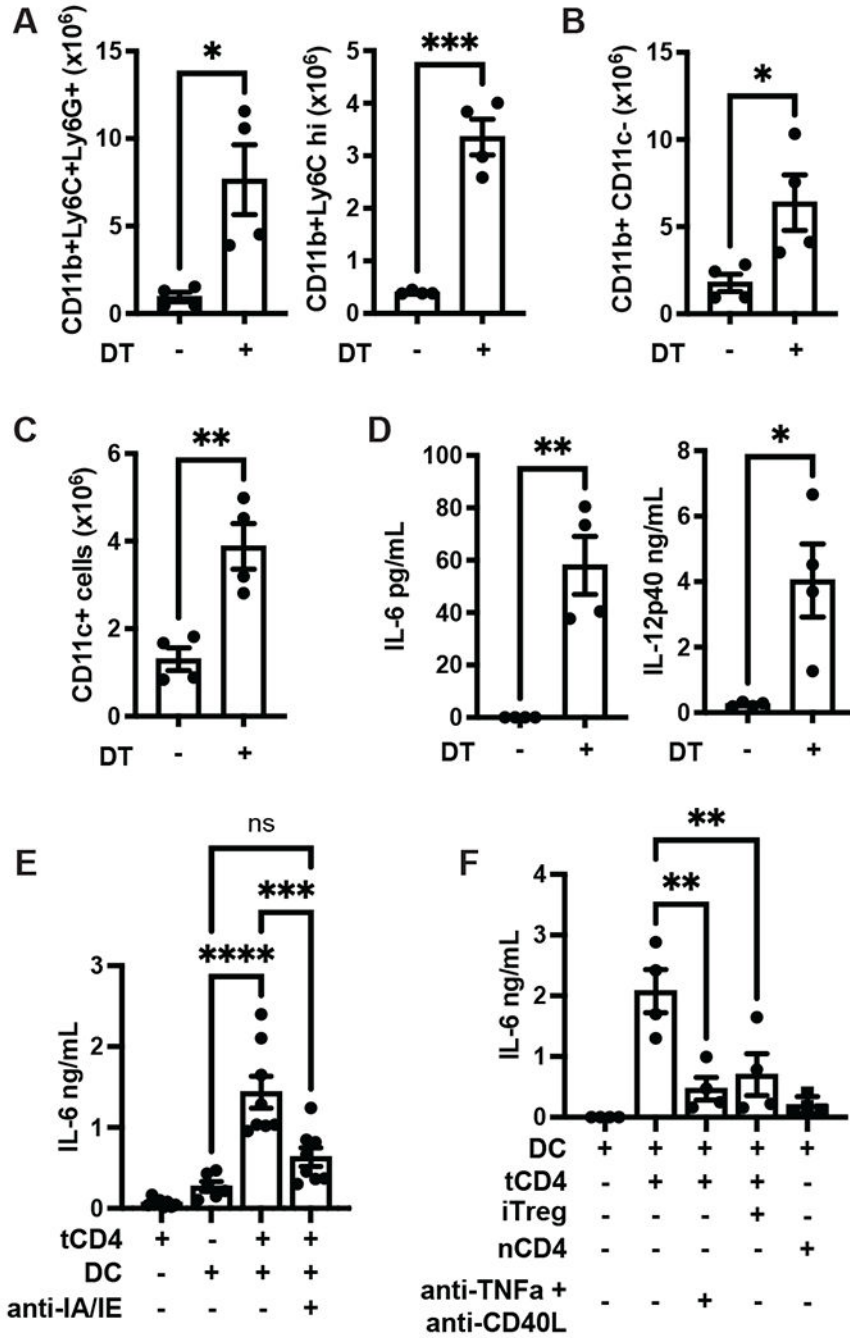 A
CD11b+Ly6C+Ly6G+ (x10⁶)
15
10
5
0
*
DT - +
CD11b+Ly6C hi (x10⁶)
5
4
3
2
1
0
***
DT - +
B
CD11b+ CD11c- (x10⁶)
15
10
5
0
*
DT - +
C
CD11c+ cells (x10⁶)
6
4
2
0
**
DT - +
D
IL-6 pg/mL
100
80
60
40
20
0
**
DT - +
IL-12p40 ng/mL
8
6
4
2
0
*
DT - +
E
IL-6 ng/mL
3
2
1
0
ns
***
****
tCD4 + - + +
DC - + + +
anti-IA/IE - - - +
F
IL-6 ng/mL
4
3
2
1
0
**
**
DC + + + + +
tCD4 - + + + -
iTreg - - - + -
nCD4 - - - - +
anti-TNFa +
anti-CD40L - - + - -